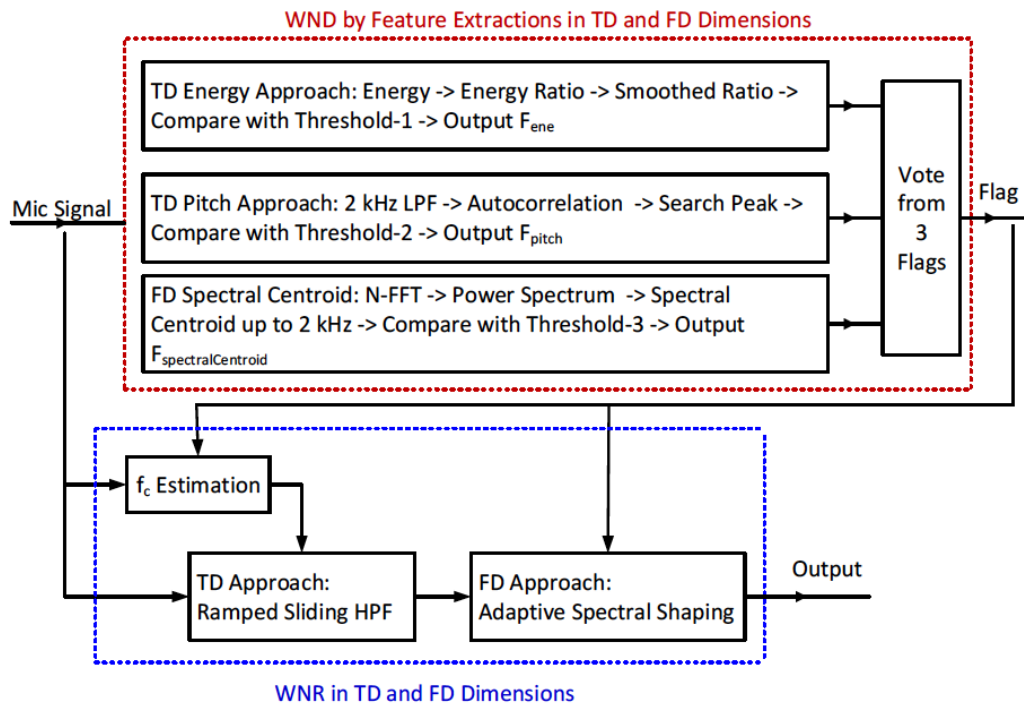 WND by Feature Extractions in TD and FD Dimensions
TD Energy Approach: Energy -> Energy Ratio -> Smoothed Ratio ->
Compare with Threshold-1 -> Output Fene
TD Pitch Approach: 2 kHz LPF -> Autocorrelation -> Search Peak ->
Compare with Threshold-2 -> Output Fpitch
FD Spectral Centroid: N-FFT -> Power Spectrum -> Spectral
Centroid up to 2 kHz -> Compare with Threshold-3 -> Output
FspectralCentroid
Vote
from
3
Flags
Mic Signal
Flag
fc Estimation
TD Approach:
Ramped Sliding HPF
FD Approach:
Adaptive Spectral Shaping
Output
WNR in TD and FD Dimensions